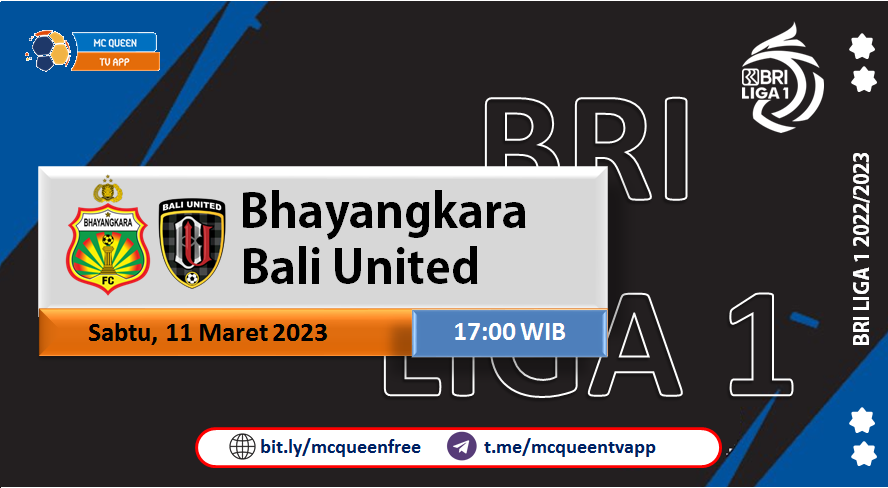 MC QUEEN
TV APP
BRI
LIGA 1
BRI
BHAYANGKARA
FC
BALI UNITED
Bhayangkara
Bali United
Sabtu, 11 Maret 2023
17:00 WIB
LIGA 1
BRI LIGA 1 2022/2023
bit.ly/mcqueenfree
t.me/mcqueentvapp